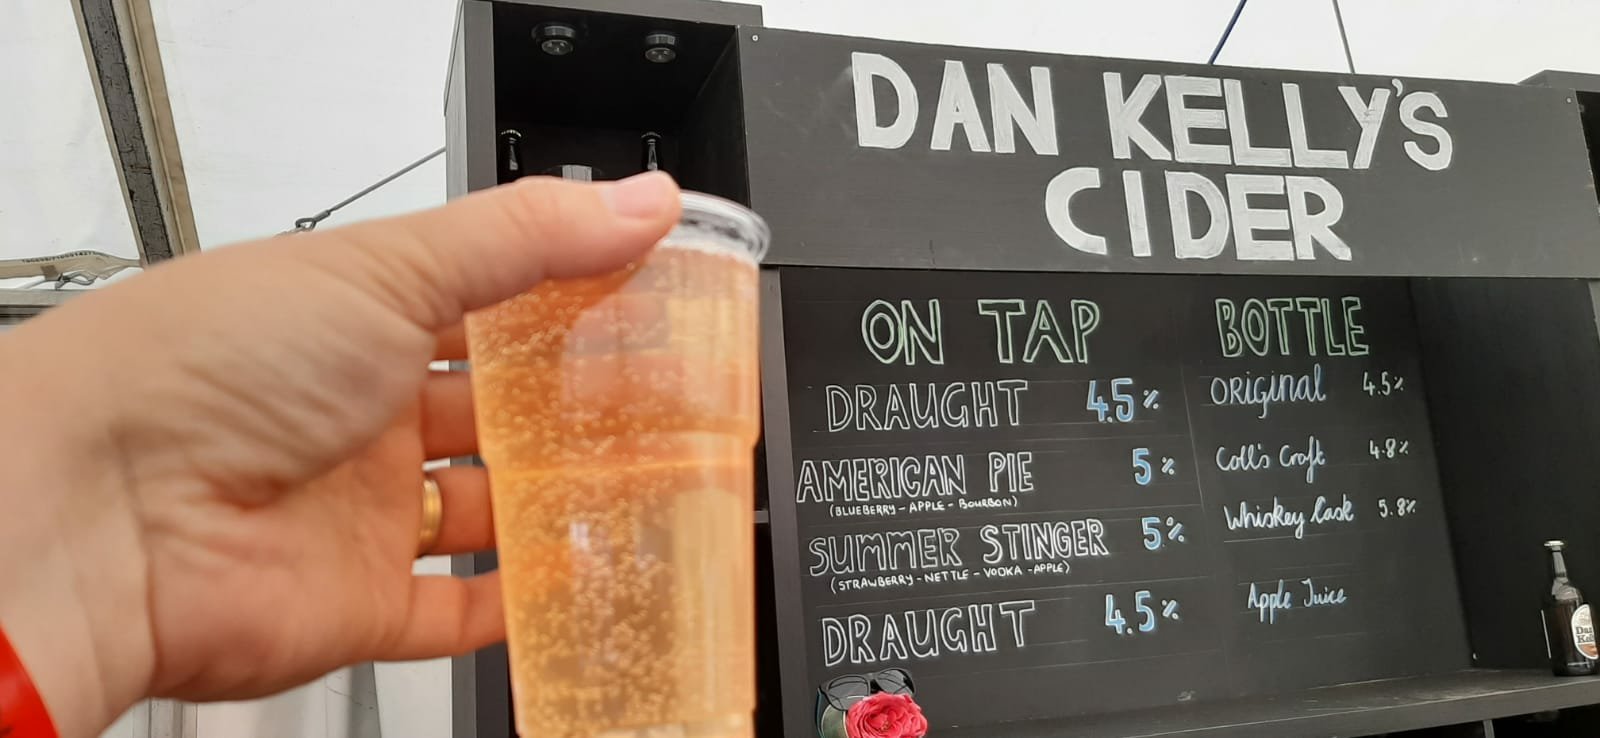 DAN KELLY'S
CIDER
ON TAP
DRAUGHT 4.5%
AMERICAN PIE 5%
(BLUEBERRY - APPLE - BOURBON)
SUMMER STINGER 5%
(STRAWBERRY - NETTLE - VODKA - APPLE)
DRAUGHT 4.5%
BOTTLE
Original 4.5%
Coll's Craft 4.8%
Whiskey Cask 5.8%
Apple Juice